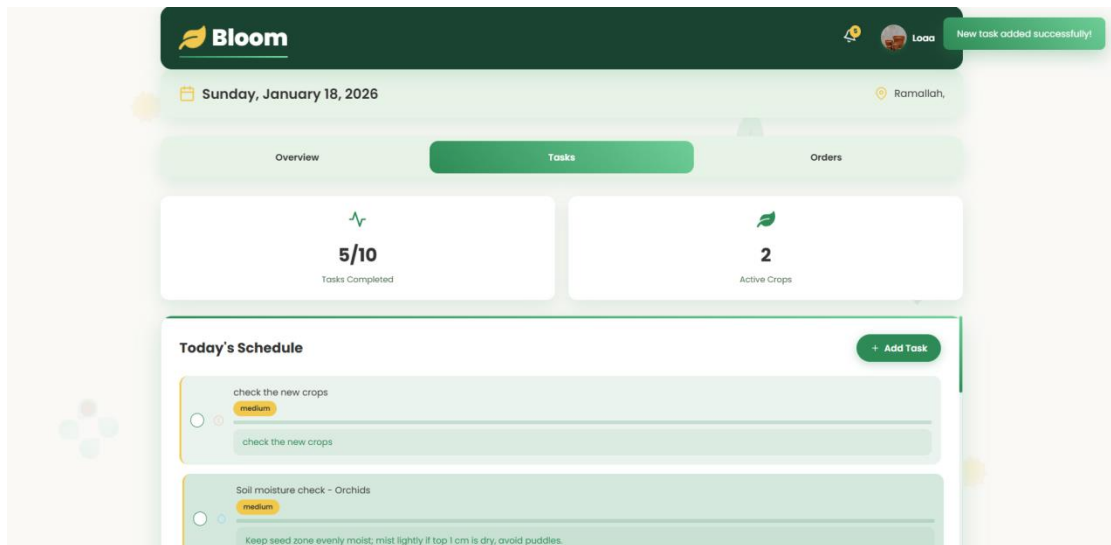 Bloom
Loaa
New task added successfully!
Sunday, January 18, 2026
Ramallah,
Overview
Tasks
Orders
5/10
Tasks Completed
2
Active Crops
Today's Schedule
+ Add Task
check the new crops
medium
check the new crops
Soil moisture check - Orchids
medium
Keep seed zone evenly moist; mist lightly if top 1 cm is dry, avoid puddles.